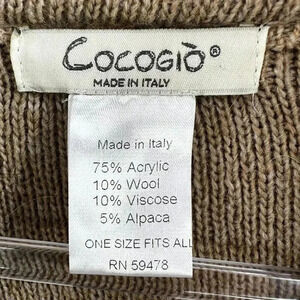 COCOGIÒ®
MADE IN ITALY
Made in Italy
75% Acrylic
10% Wool
10% Viscose
5% Alpaca
ONE SIZE FITS ALL
RN 59478